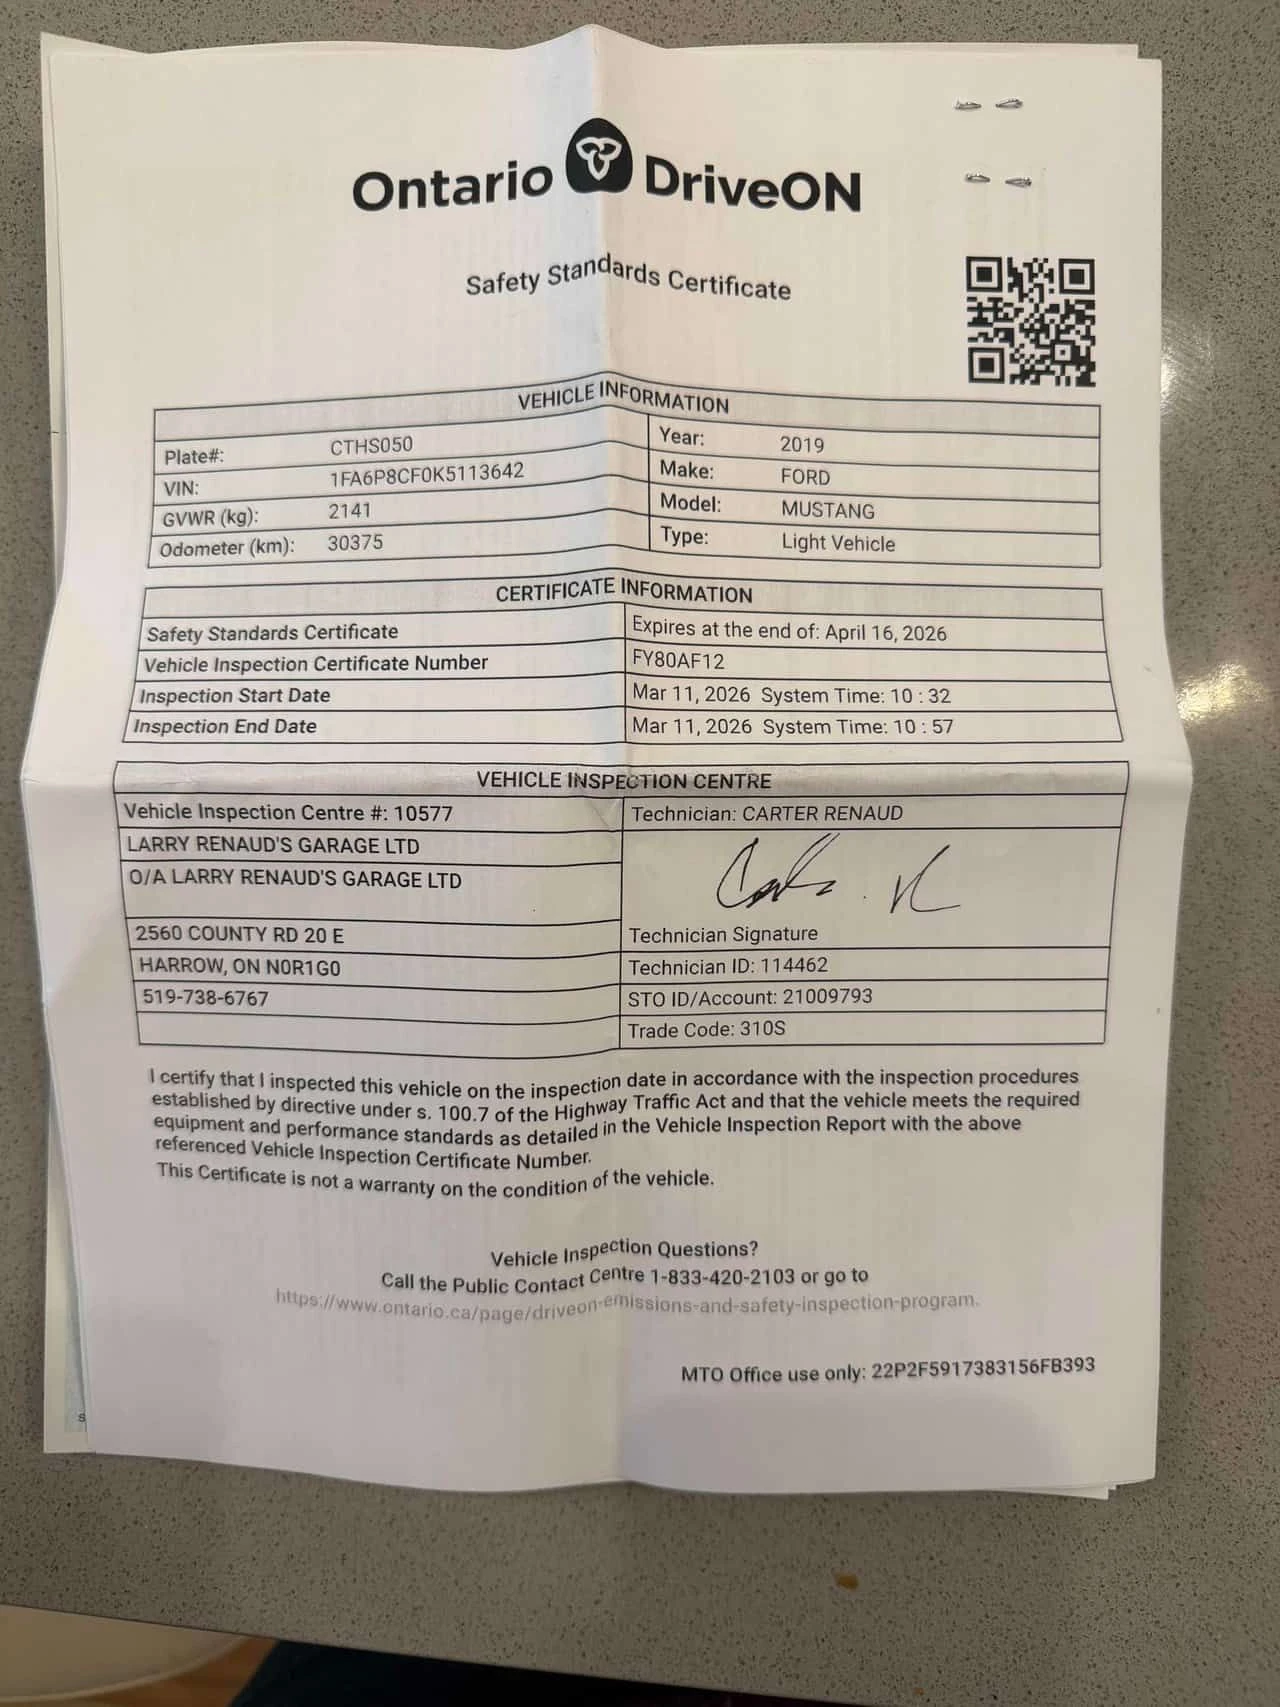 Ontario DriveON
Safety Standards Certificate
VEHICLE INFORMATION
Plate#: CTHS050 Year: 2019
VIN: 1FA6P8CF0K5113642 Make: FORD
GVWR (kg): 2141 Model: MUSTANG
Odometer (km): 30375 Type: Light Vehicle
CERTIFICATE INFORMATION
Safety Standards Certificate Expires at the end of: April 16, 2026
Vehicle Inspection Certificate Number FY80AF12
Inspection Start Date Mar 11, 2026 System Time: 10 : 32
Inspection End Date Mar 11, 2026 System Time: 10 : 57
VEHICLE INSPECTION CENTRE
Vehicle Inspection Centre #: 10577 Technician: CARTER RENAUD
LARRY RENAUD'S GARAGE LTD
O/A LARRY RENAUD'S GARAGE LTD
2560 COUNTY RD 20 E Technician Signature
HARROW, ON N0R1G0 Technician ID: 114462
519-738-6767 STO ID/Account: 21009793
Trade Code: 310S
I certify that I inspected this vehicle on the inspection date in accordance with the inspection procedures
established by directive under s. 100.7 of the Highway Traffic Act and that the vehicle meets the required
equipment and performance standards as detailed in the Vehicle Inspection Report with the above
referenced Vehicle Inspection Certificate Number.
This Certificate is not a warranty on the condition of the vehicle.
Vehicle Inspection Questions?
Call the Public Contact Centre 1-833-420-2103 or go to
https://www.ontario.ca/page/driveon-emissions-and-safety-inspection-program.
MTO Office use only: 22P2F5917383156FB393